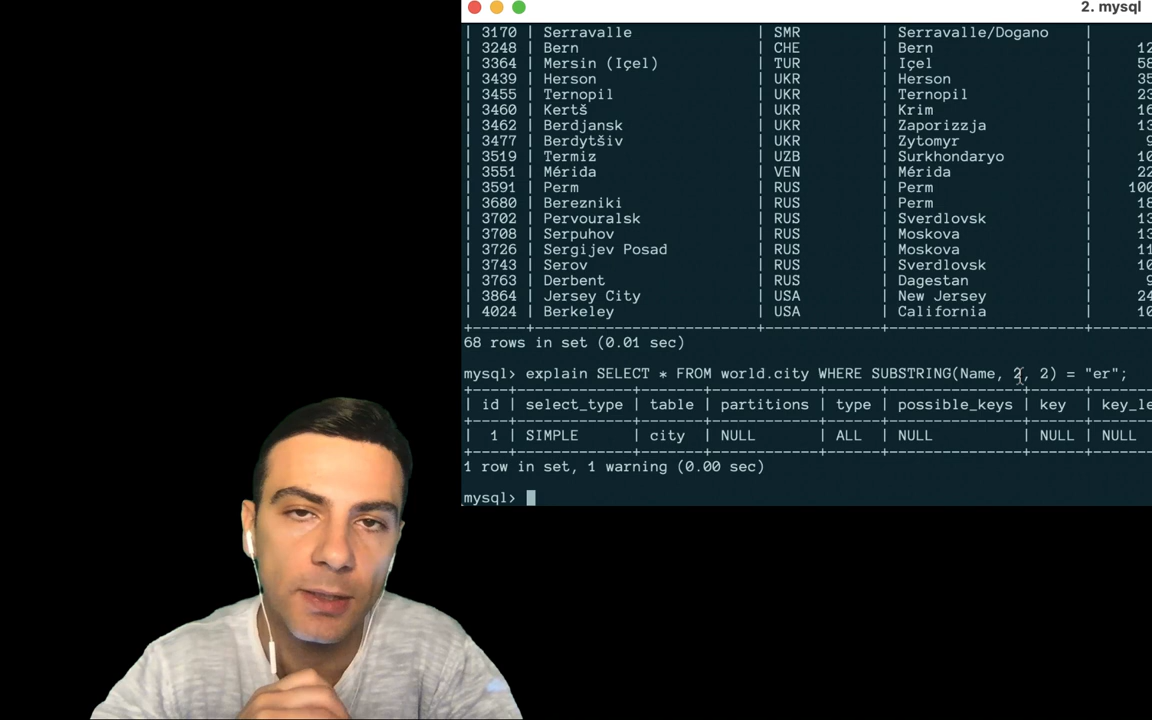 2. mysql
| 3170 | Serravalle | SMR | Serravalle/Dogano |
| 3248 | Bern | CHE | Bern | 12
| 3364 | Mersin (Içel) | TUR | Içel | 58
| 3439 | Herson | UKR | Herson | 35
| 3455 | Ternopil | UKR | Ternopil | 23
| 3460 | Kertš | UKR | Krim | 16
| 3462 | Berdjansk | UKR | Zaporizzja | 13
| 3477 | Berdytšiv | UKR | Zytomyr | 9
| 3519 | Termiz | UZB | Surkhondaryo | 10
| 3551 | Mérida | VEN | Mérida | 22
| 3591 | Perm | RUS | Perm | 100
| 3680 | Berezniki | RUS | Perm | 18
| 3702 | Pervouralsk | RUS | Sverdlovsk | 13
| 3708 | Serpuhov | RUS | Moskova | 13
| 3726 | Sergijev Posad | RUS | Moskova | 11
| 3743 | Serov | RUS | Sverdlovsk | 10
| 3763 | Derbent | RUS | Dagestan | 9
| 3864 | Jersey City | USA | New Jersey | 24
| 4024 | Berkeley | USA | California | 10
68 rows in set (0.01 sec)
mysql> explain SELECT * FROM world.city WHERE SUBSTRING(Name, 2, 2) = "er";
| id | select_type | table | partitions | type | possible_keys | key | key_le
| 1 | SIMPLE | city | NULL | ALL | NULL | NULL | NULL
1 row in set, 1 warning (0.00 sec)
mysql>